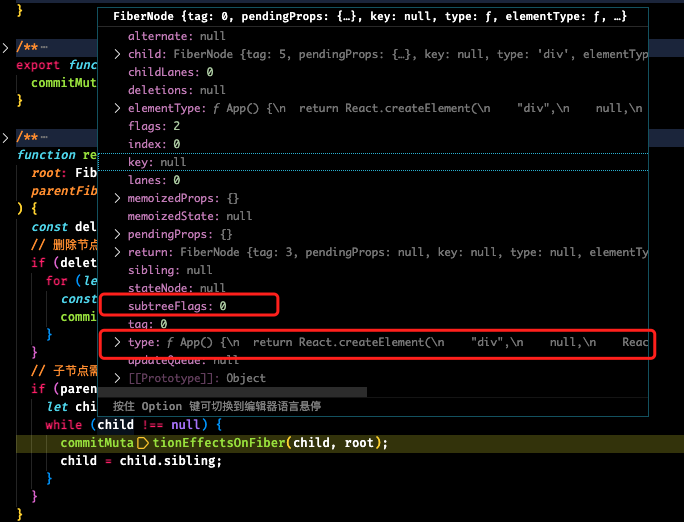 }
FiberNode {tag: 0, pendingProps: {…}, key: null, type: ƒ, elementType: ƒ, …}
alternate: null
/** ⋯
> child: FiberNode {tag: 5, pendingProps: {…}, key: null, type: 'div', elementTyp
export func
childLanes: 0
commitMut
deletions: null
}
> elementType: ƒ App() {\n  return React.createElement(\n    "div",\n    null,\n
flags: 2
/** ⋯
index: 0
function re
key: null
root: Fib
lanes: 0
parentFib
> memoizedProps: {}
) {
memoizedState: null
const del
> pendingProps: {}
// 删除节点
> return: FiberNode {tag: 3, pendingProps: null, key: null, type: null, elementTy
if (delet
sibling: null
for (le
stateNode: null
cons
subtreeFlags: 0
commi
tag: 0
}
> type: ƒ App() {\n  return React.createElement(\n    "div",\n    null,\n    Reac
}
updateQueue: null
// 子节点需
> [[Prototype]]: Object
if (paren
按住 Option 键可切换到编辑器语言悬停
let chi
while (child !== null) {
commitMutationEffectsOnFiber(child, root);
child = child.sibling;
}
}
}